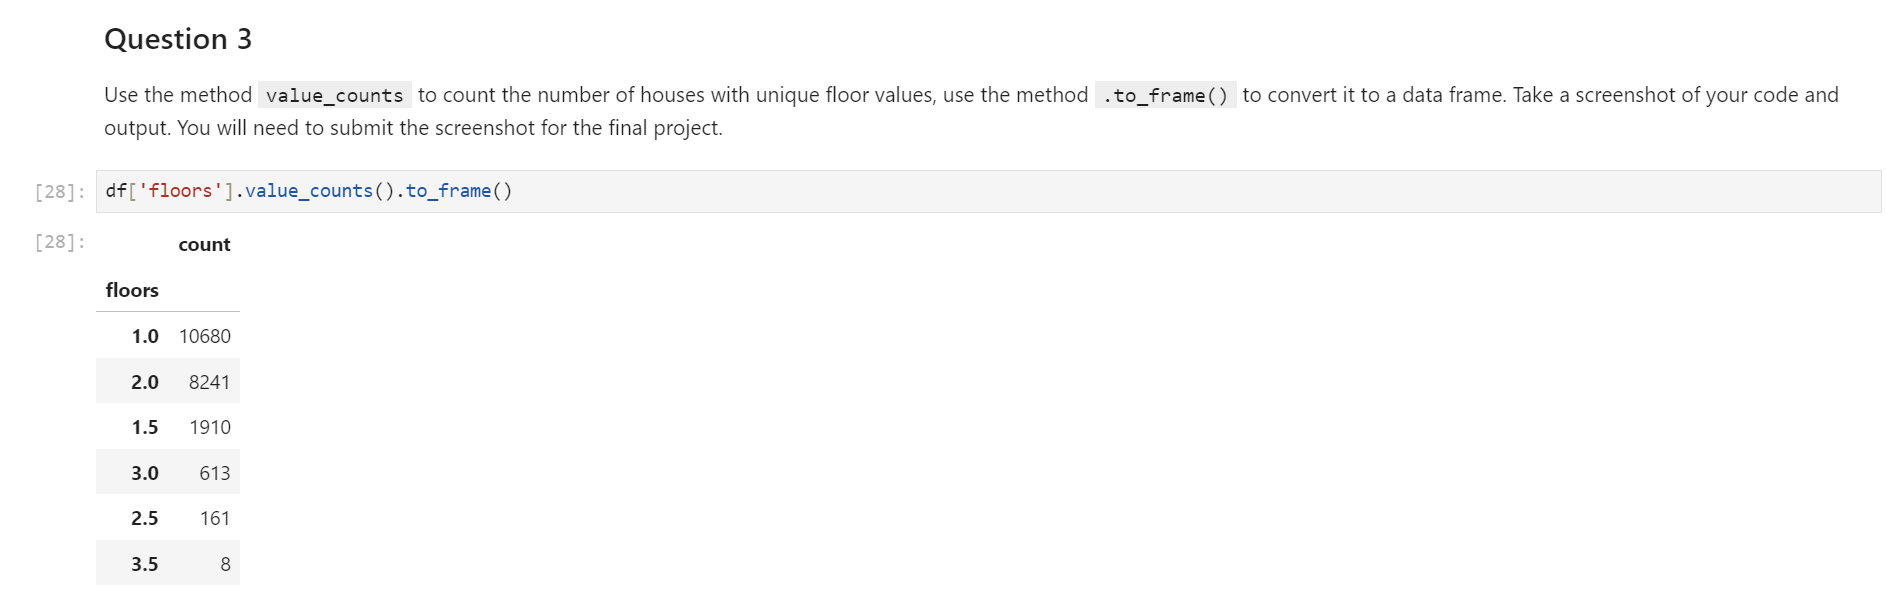 Question 3
Use the method value_counts to count the number of houses with unique floor values, use the method .to_frame() to convert it to a data frame. Take a screenshot of your code and
output. You will need to submit the screenshot for the final project.
[28]: df['floors'].value_counts().to_frame()
[28]: count
floors
1.0 10680
2.0 8241
1.5 1910
3.0 613
2.5 161
3.5 8